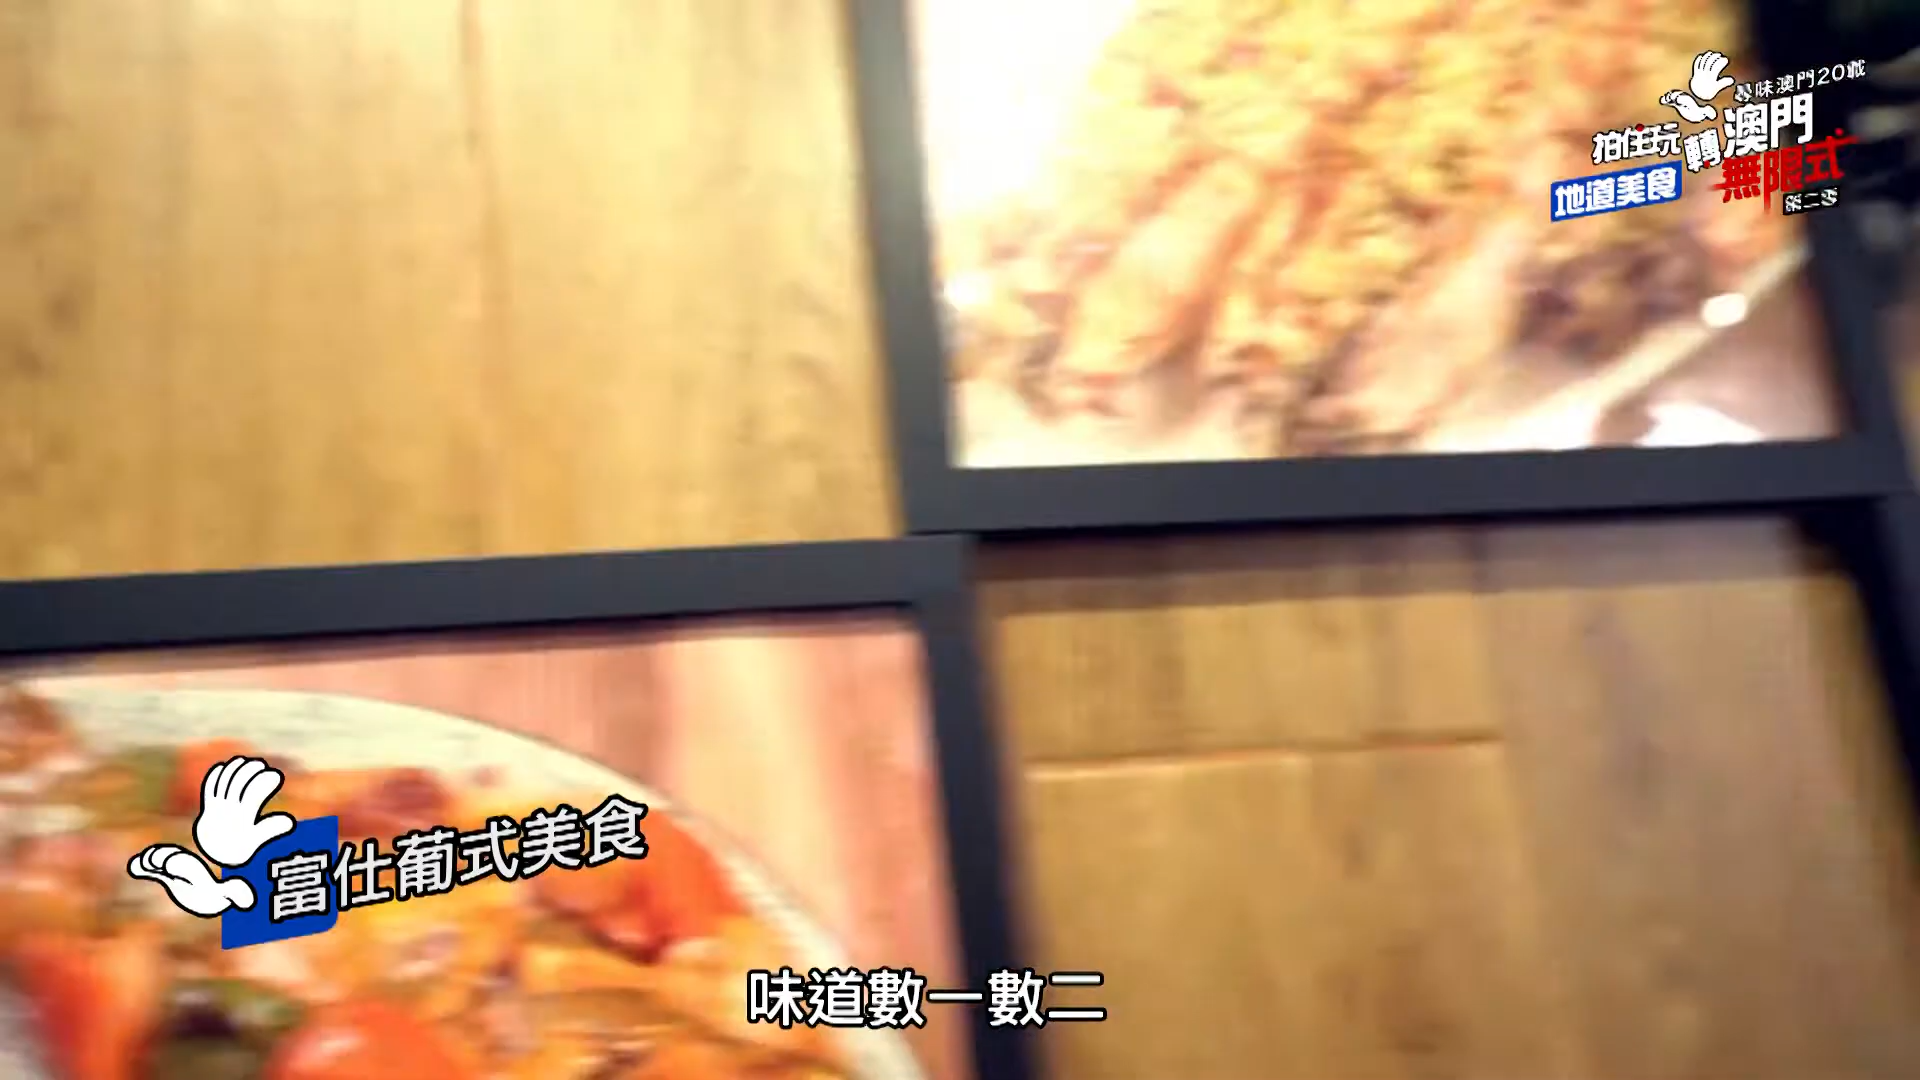 尋味澳門20載
拍住玩轉澳門
無限式
地道美食
第二季
富仕葡式美食
味道數一數二